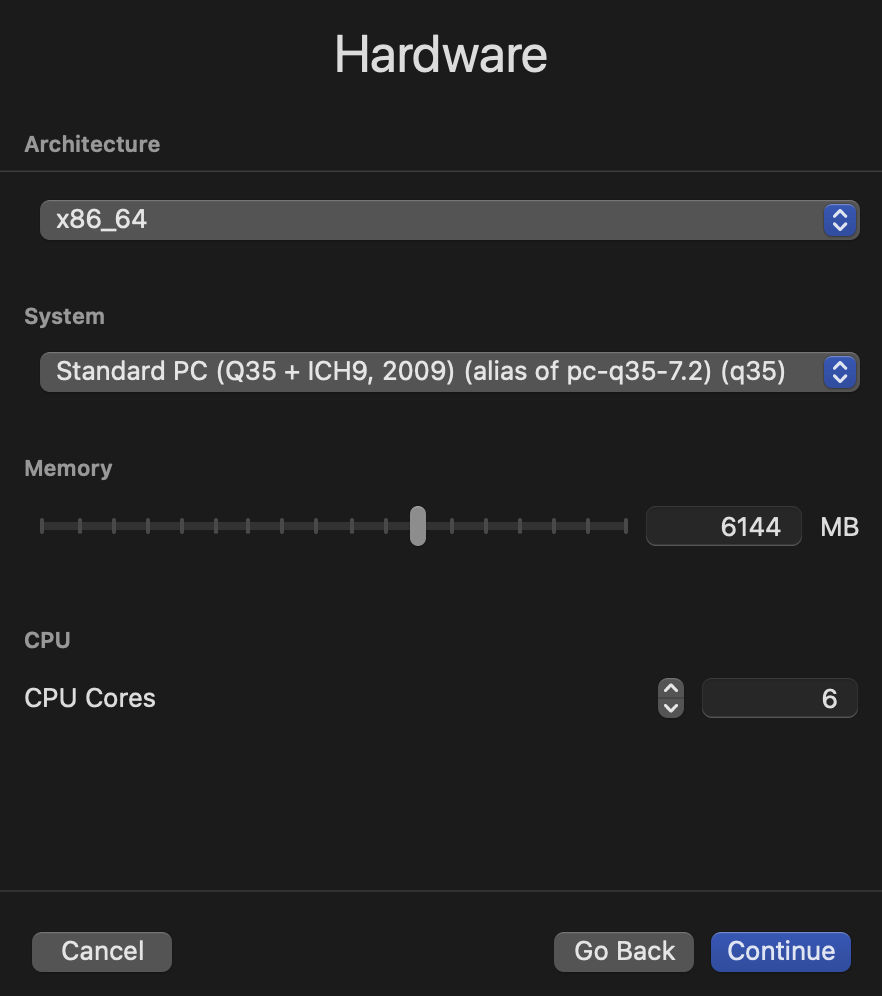 Hardware
Architecture
x86_64
System
Standard PC (Q35 + ICH9, 2009) (alias of pc-q35-7.2) (q35)
Memory
6144 MB
CPU
CPU Cores 6
Cancel Go Back Continue